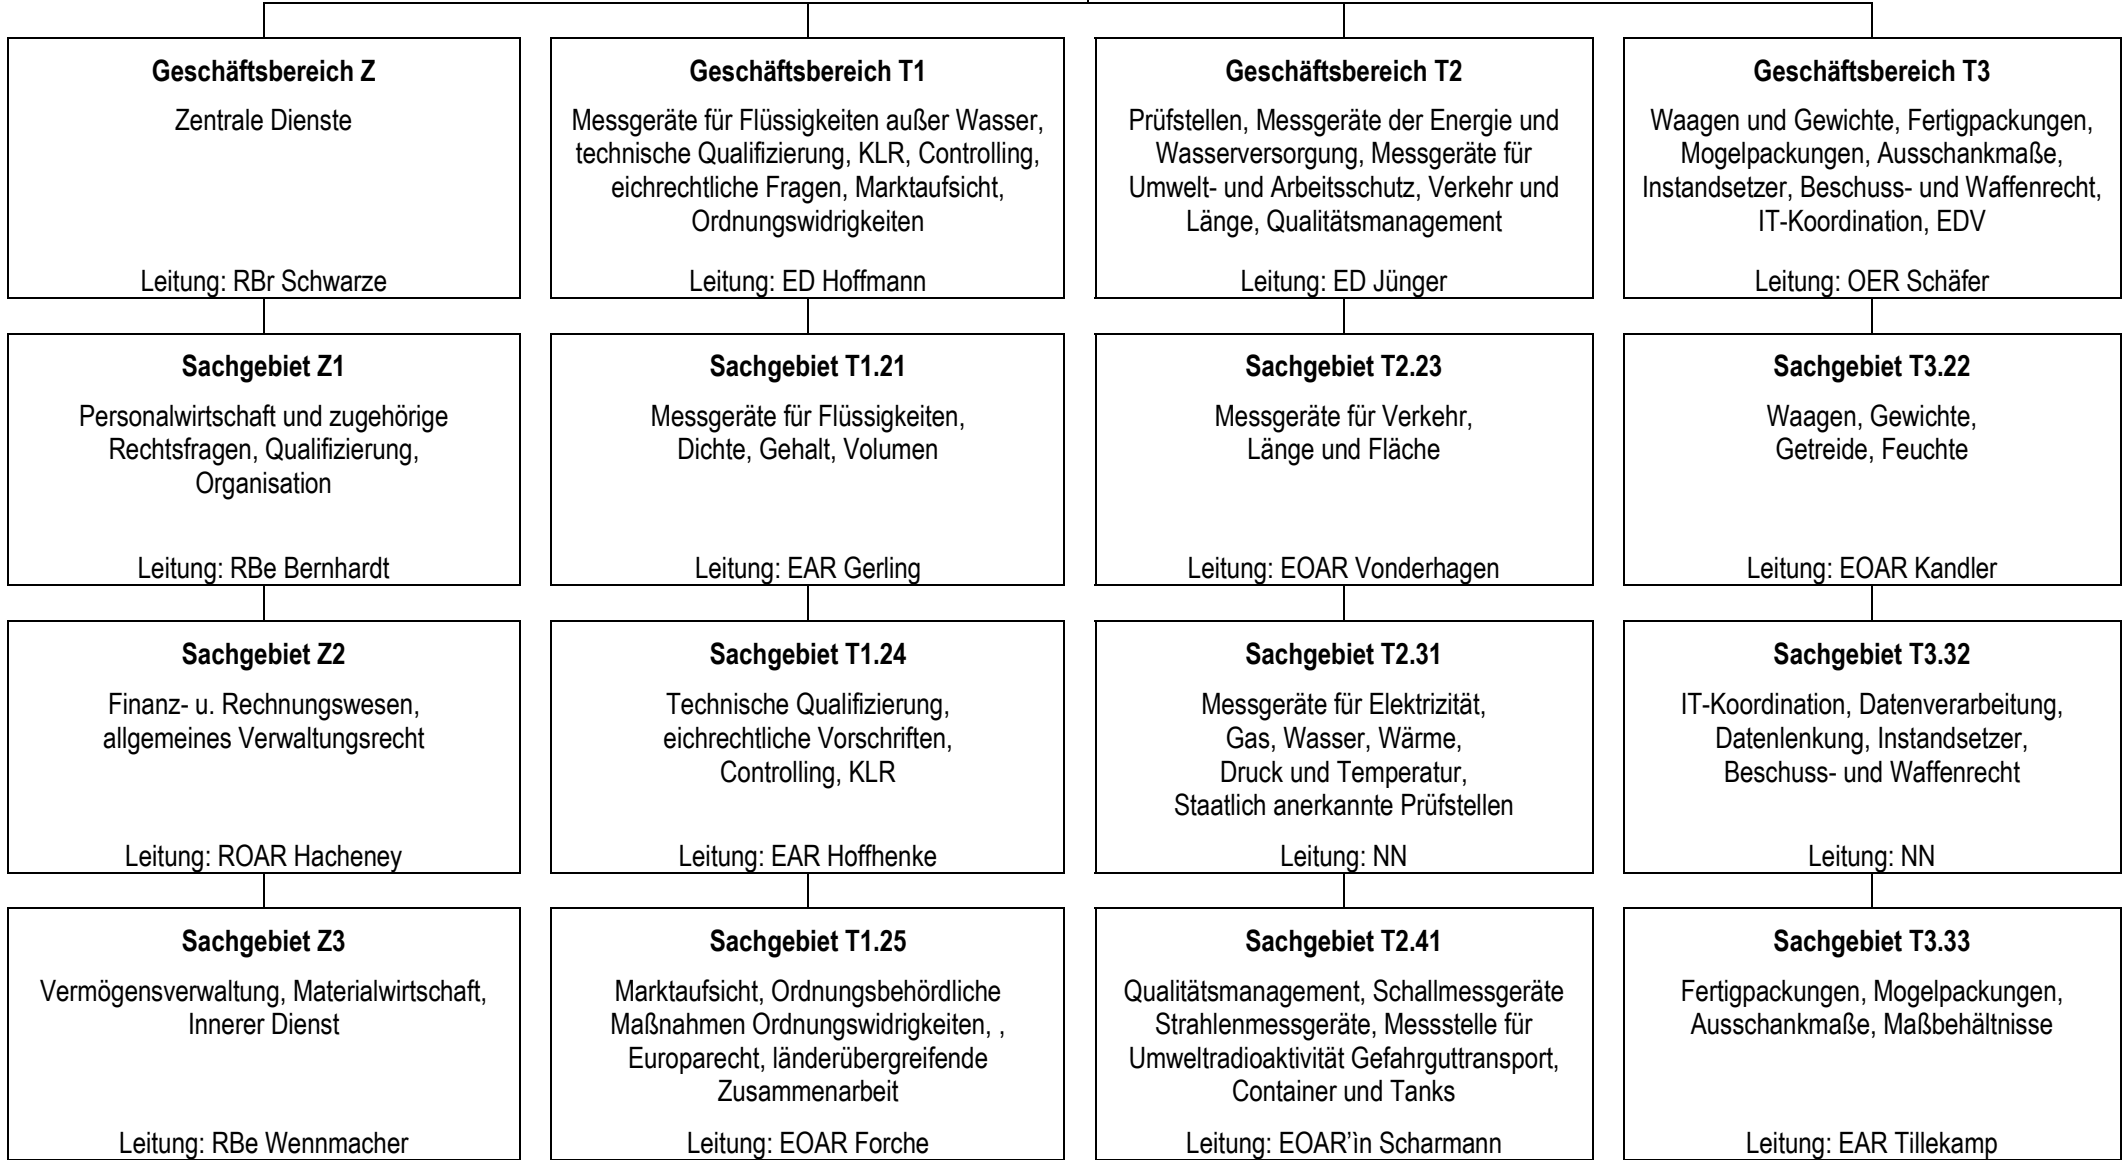 Geschäftsbereich Z
Zentrale Dienste
Leitung: RBr Schwarze
Geschäftsbereich T1
Messgeräte für Flüssigkeiten außer Wasser,
technische Qualifizierung, KLR, Controlling,
eichrechtliche Fragen, Marktaufsicht,
Ordnungswidrigkeiten
Leitung: ED Hoffmann
Geschäftsbereich T2
Prüfstellen, Messgeräte der Energie und
Wasserversorgung, Messgeräte für
Umwelt- und Arbeitsschutz, Verkehr und
Länge, Qualitätsmanagement
Leitung: ED Jünger
Geschäftsbereich T3
Waagen und Gewichte, Fertigpackungen,
Mogelpackungen, Ausschankmaße,
Instandsetzer, Beschuss- und Waffenrecht,
IT-Koordination, EDV
Leitung: OER Schäfer
Sachgebiet Z1
Personalwirtschaft und zugehörige
Rechtsfragen, Qualifizierung,
Organisation
Leitung: RBe Bernhardt
Sachgebiet T1.21
Messgeräte für Flüssigkeiten,
Dichte, Gehalt, Volumen
Leitung: EAR Gerling
Sachgebiet T2.23
Messgeräte für Verkehr,
Länge und Fläche
Leitung: EOAR Vonderhagen
Sachgebiet T3.22
Waagen, Gewichte,
Getreide, Feuchte
Leitung: EOAR Kandler
Sachgebiet Z2
Finanz- u. Rechnungswesen,
allgemeines Verwaltungsrecht
Leitung: ROAR Hacheney
Sachgebiet T1.24
Technische Qualifizierung,
eichrechtliche Vorschriften,
Controlling, KLR
Leitung: EAR Hoffhenke
Sachgebiet T2.31
Messgeräte für Elektrizität,
Gas, Wasser, Wärme,
Druck und Temperatur,
Staatlich anerkannte Prüfstellen
Leitung: NN
Sachgebiet T3.32
IT-Koordination, Datenverarbeitung,
Datenlenkung, Instandsetzer,
Beschuss- und Waffenrecht
Leitung: NN
Sachgebiet Z3
Vermögensverwaltung, Materialwirtschaft,
Innerer Dienst
Leitung: RBe Wennmacher
Sachgebiet T1.25
Marktaufsicht, Ordnungsbehördliche
Maßnahmen Ordnungswidrigkeiten, ,
Europarecht, länderübergreifende
Zusammenarbeit
Leitung: EOAR Forche
Sachgebiet T2.41
Qualitätsmanagement, Schallmessgeräte
Strahlenmessgeräte, Messstelle für
Umweltradioaktivität Gefahrguttransport,
Container und Tanks
Leitung: EOAR’ìn Scharmann
Sachgebiet T3.33
Fertigpackungen, Mogelpackungen,
Ausschankmaße, Maßbehältnisse
Leitung: EAR Tillekamp